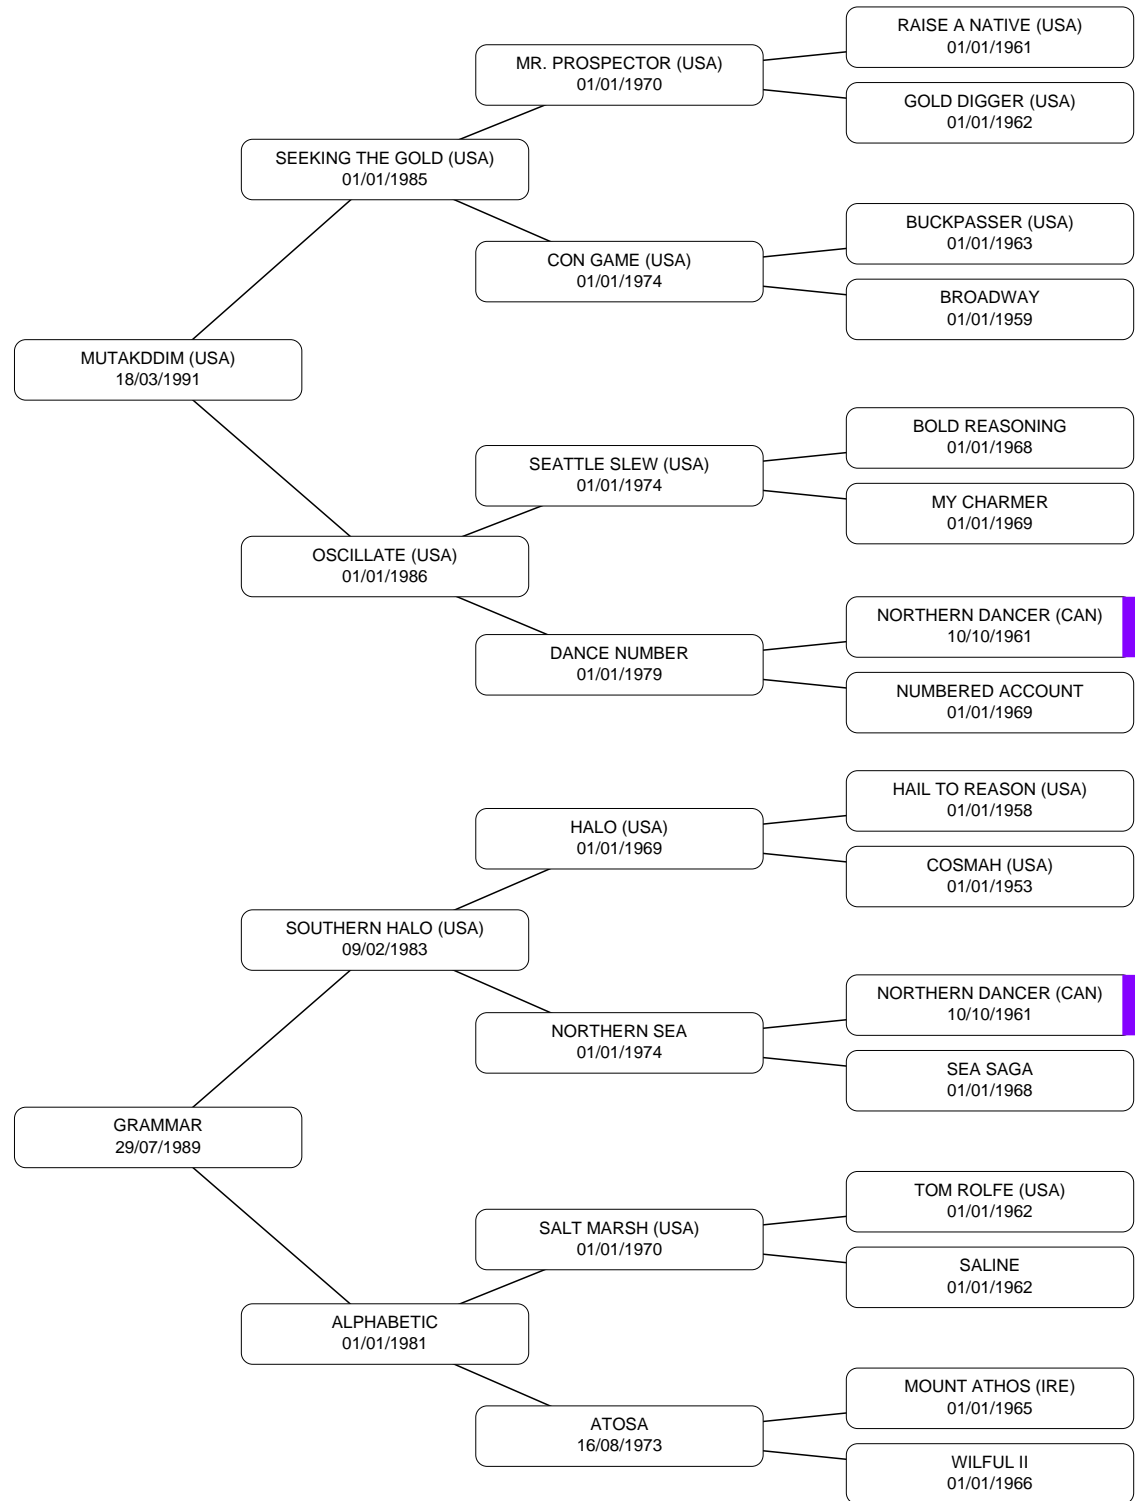 RAISE A NATIVE (USA)
01/01/1961
MR. PROSPECTOR (USA)
01/01/1970
GOLD DIGGER (USA)
01/01/1962
SEEKING THE GOLD (USA)
01/01/1985
BUCKPASSER (USA)
01/01/1963
CON GAME (USA)
01/01/1974
BROADWAY
01/01/1959
MUTAKDDIM (USA)
18/03/1991
BOLD REASONING
01/01/1968
SEATTLE SLEW (USA)
01/01/1974
MY CHARMER
01/01/1969
OSCILLATE (USA)
01/01/1986
NORTHERN DANCER (CAN)
10/10/1961
DANCE NUMBER
01/01/1979
NUMBERED ACCOUNT
01/01/1969
HAIL TO REASON (USA)
01/01/1958
HALO (USA)
01/01/1969
COSMAH (USA)
01/01/1953
SOUTHERN HALO (USA)
09/02/1983
NORTHERN DANCER (CAN)
10/10/1961
NORTHERN SEA
01/01/1974
SEA SAGA
01/01/1968
GRAMMAR
29/07/1989
TOM ROLFE (USA)
01/01/1962
SALT MARSH (USA)
01/01/1970
SALINE
01/01/1962
ALPHABETIC
01/01/1981
MOUNT ATHOS (IRE)
01/01/1965
ATOSA
16/08/1973
WILFUL II
01/01/1966